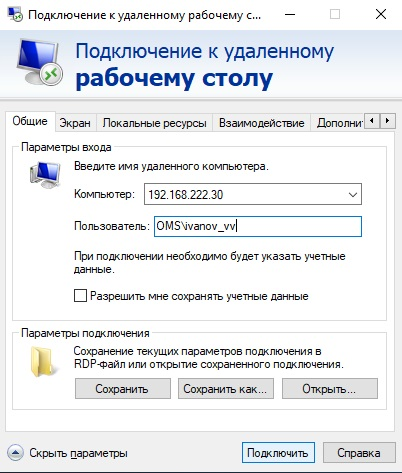 Подключение к удаленному рабочему с...
Подключение к удаленному
рабочему столу
Общие Экран Локальные ресурсы Взаимодействие Дополнит
Параметры входа
Введите имя удаленного компьютера.
Компьютер: 192.168.222.30
Пользователь: OMS\ivanov_vv
При подключении необходимо будет указать учетные
данные.
Разрешить мне сохранять учетные данные
Параметры подключения
Сохранение текущих параметров подключения в
RDP-файл или открытие сохраненного подключения.
Сохранить Сохранить как... Открыть...
Скрыть параметры Подключить Справка